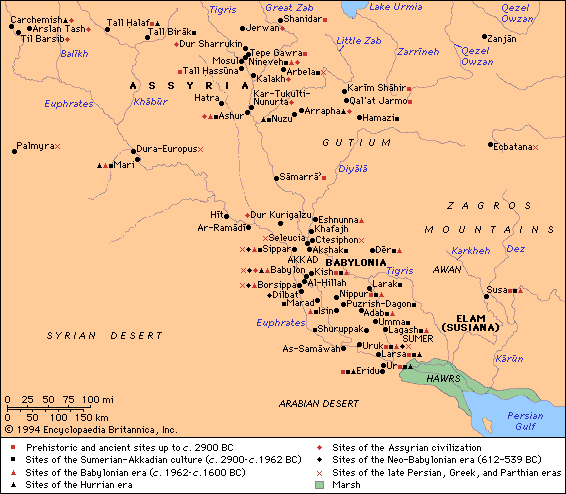 Carchemish
Arslan Tash
Til Barsib
Tall Ḥalaf
Tall Birāk
Tigris
Great Zab
Lake Urmia
Shanidar
Jerwan
Qezel
Owzan
Zanjān
Little Zab
Zarrīneh
Qezel
Owzan
Balīkh
Dur Sharrukin
Tepe Gawra
Mosul
Nineveh
Tall Ḥassūna
Arbela
Kalakh
ASSYRIA
Karīm Shāhir
Qal'at Jarmo
Euphrates
Khābūr
Hatra
Kar-Tukulti-
Nunurta
Ashur
Nuzu
Arrapha
Hamazi
GUTIUM
Palmyra
Dura-Europus
Mari
Ecbatana
Diyālā
Sāmarrā'
ZAGROS
MOUNTAINS
Hīt
Dur Kurigalzu
Ar-Ramādī
Eshnunna
Khafajh
Seleucia
Ctesiphon
Sippar
Akshak
Dēr
Karkheh
Dez
AKKAD
BABYLONIA
AWAN
Babylon
Kish
Tigris
Al-Ḥillah
Borsippa
Larak
Susa
Dilbat
Nippur
Marad
Puzrish-Dagon
Isin
Adab
ELAM
(SUSIANA)
Euphrates
Umma
Shuruppak
Lagash
SUMER
SYRIAN DESERT
As-Samāwah
Uruk
Larsa
Kārūn
Ur
Eridu
HAWRS
ARABIAN DESERT
Persian
Gulf
0 25 50 75 100 mi
0 50 100 150 km
© 1994 Encyclopaedia Britannica, Inc.
Prehistoric and ancient sites up to c. 2900 BC
Sites of the Sumerian-Akkadian culture (c. 2900-c. 1962 BC)
Sites of the Babylonian era (c. 1962-c. 1600 BC)
Sites of the Hurrian era
Sites of the Assyrian civilization
Sites of the Neo-Babylonian era (612-539 BC)
Sites of the late Persian, Greek, and Parthian eras
Marsh